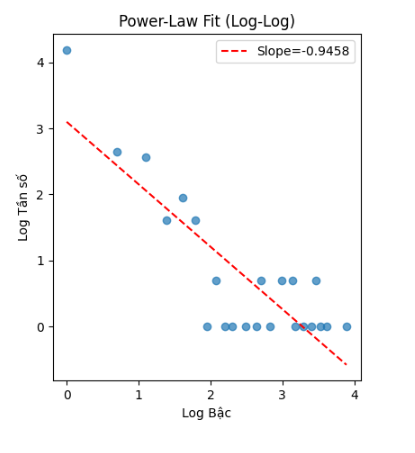 Power-Law Fit (Log-Log)
Slope=-0.9458
4
3
2
1
0
Log Tần số
0 1 2 3 4
Log Bậc